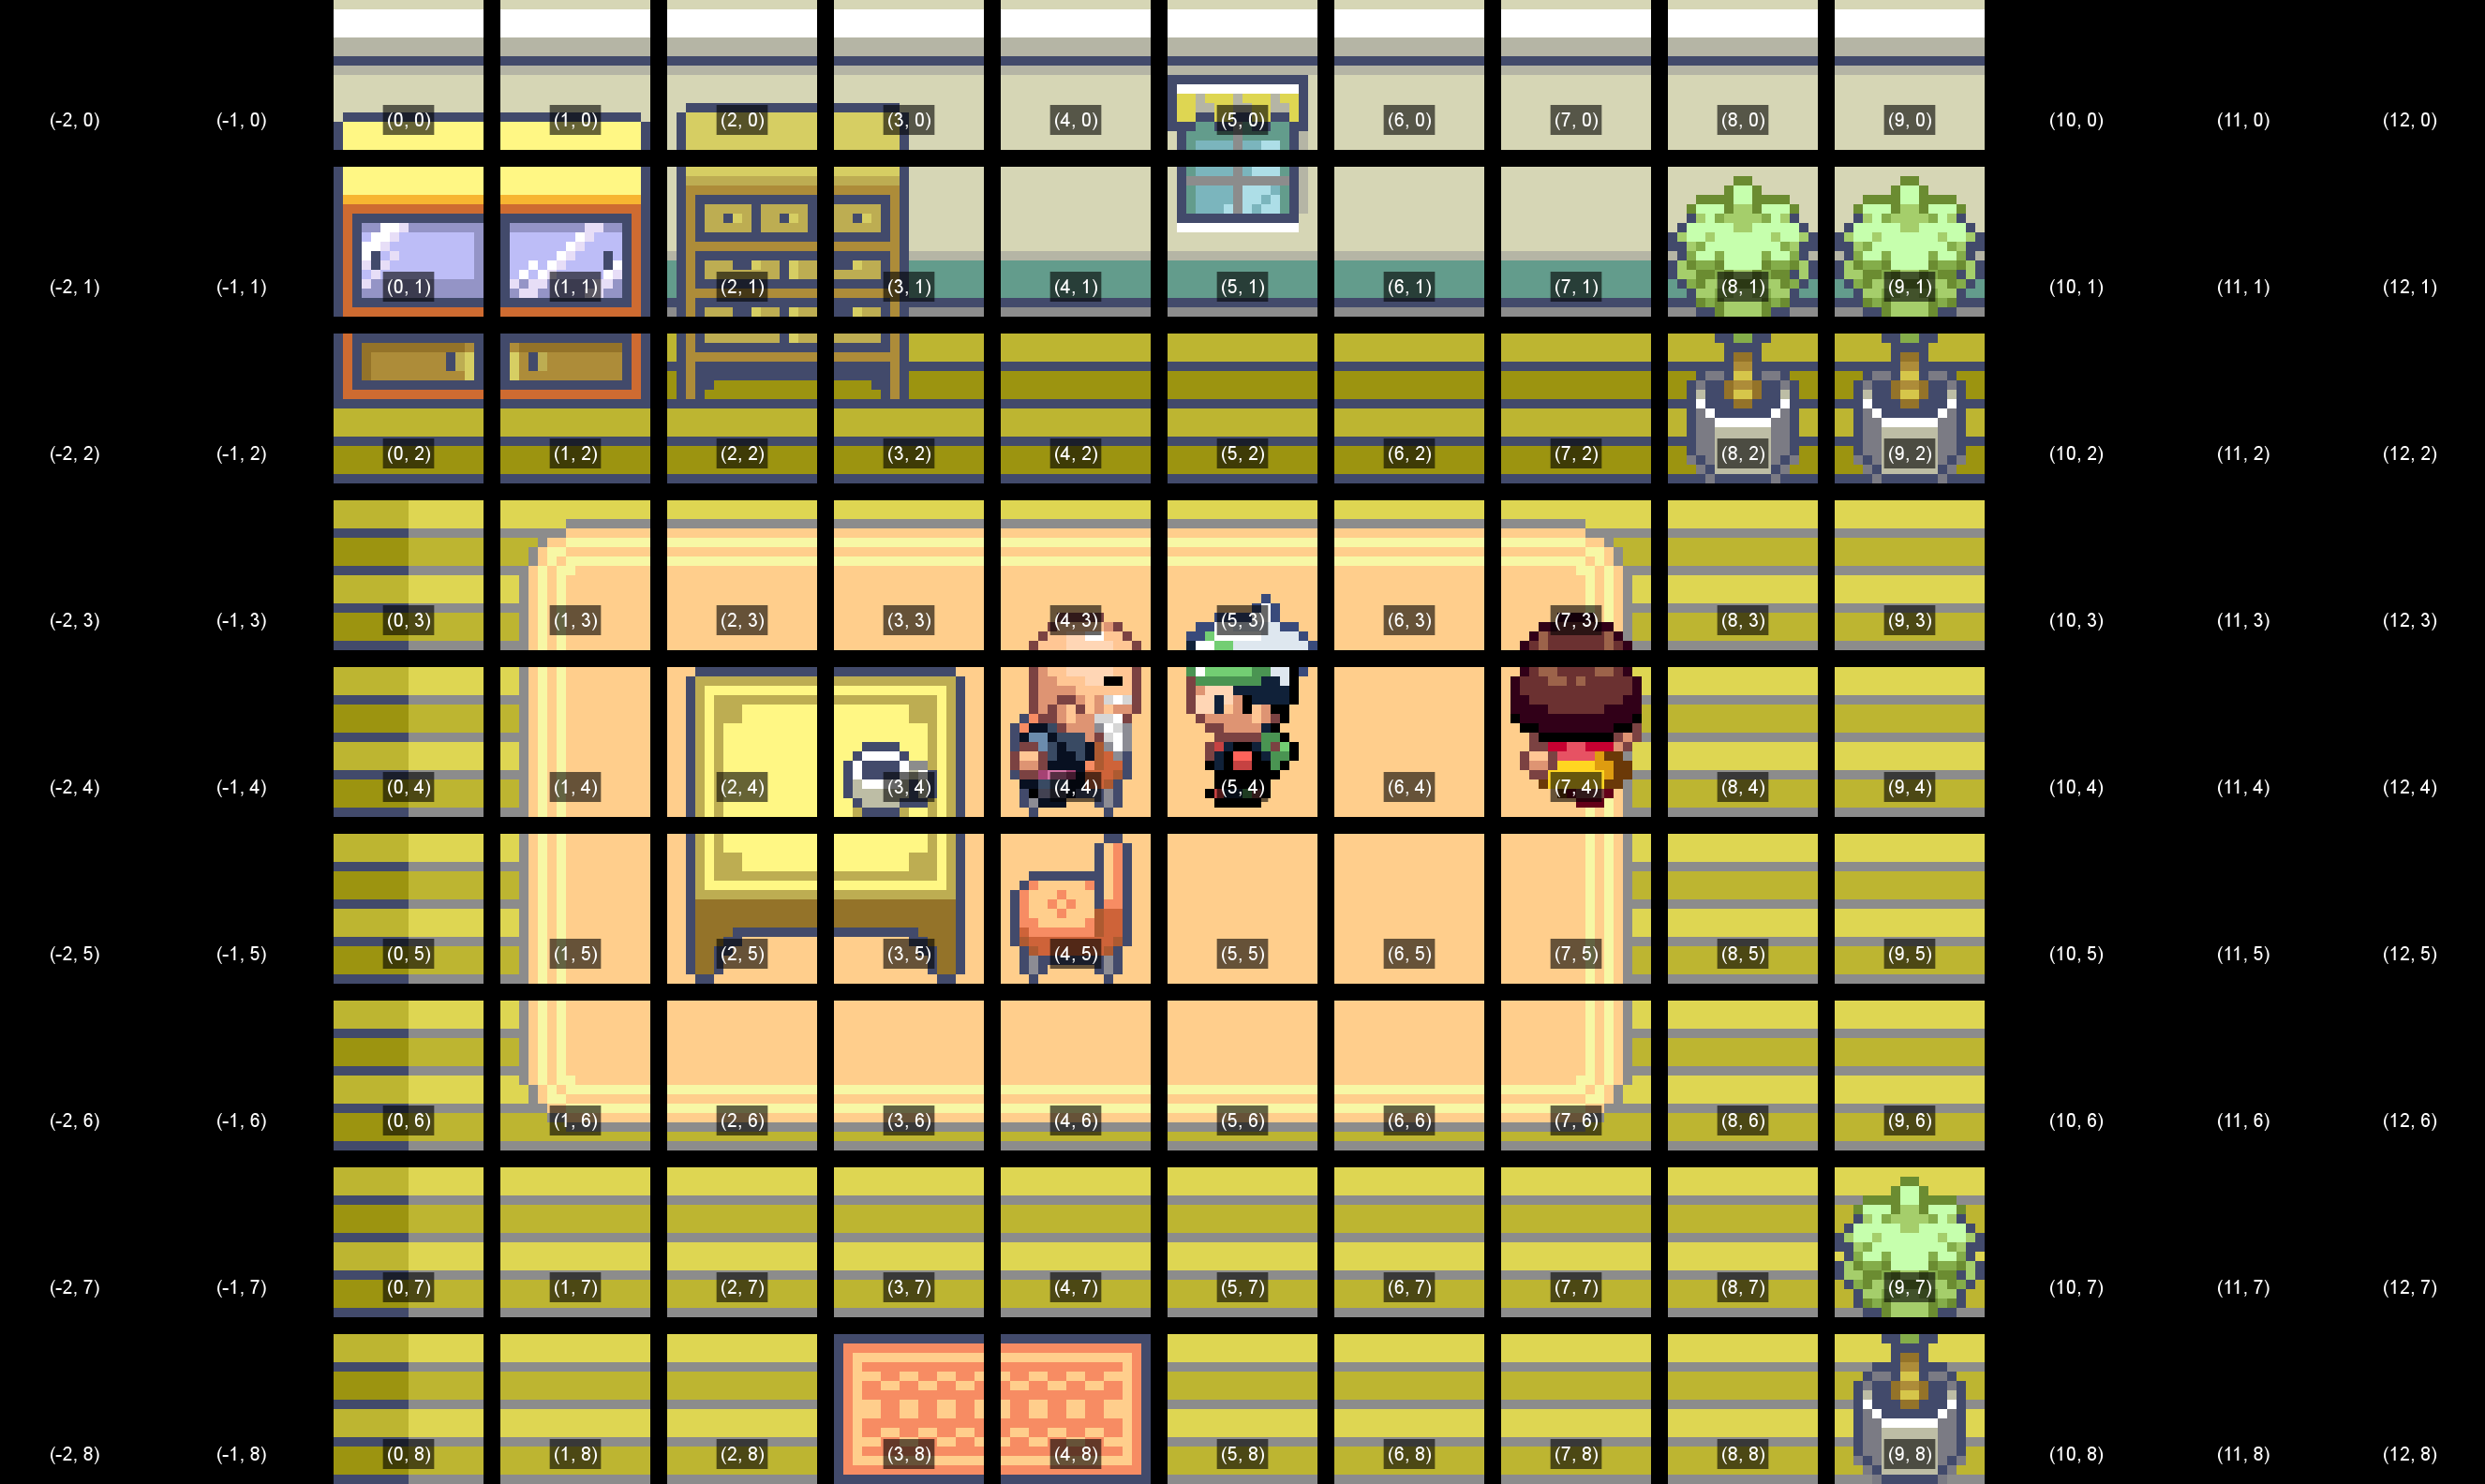 (-2, 0) (-1, 0) (0, 0) (1, 0) (2, 0) (3, 0) (4, 0) (5, 0) (6, 0) (7, 0) (8, 0) (9, 0) (10, 0) (11, 0) (12, 0)
(-2, 1) (-1, 1) (0, 1) (1, 1) (2, 1) (3, 1) (4, 1) (5, 1) (6, 1) (7, 1) (8, 1) (9, 1) (10, 1) (11, 1) (12, 1)
(-2, 2) (-1, 2) (0, 2) (1, 2) (2, 2) (3, 2) (4, 2) (5, 2) (6, 2) (7, 2) (8, 2) (9, 2) (10, 2) (11, 2) (12, 2)
(-2, 3) (-1, 3) (0, 3) (1, 3) (2, 3) (3, 3) (4, 3) (5, 3) (6, 3) (7, 3) (8, 3) (9, 3) (10, 3) (11, 3) (12, 3)
(-2, 4) (-1, 4) (0, 4) (1, 4) (2, 4) (3, 4) (4, 4) (5, 4) (6, 4) (7, 4) (8, 4) (9, 4) (10, 4) (11, 4) (12, 4)
(-2, 5) (-1, 5) (0, 5) (1, 5) (2, 5) (3, 5) (4, 5) (5, 5) (6, 5) (7, 5) (8, 5) (9, 5) (10, 5) (11, 5) (12, 5)
(-2, 6) (-1, 6) (0, 6) (1, 6) (2, 6) (3, 6) (4, 6) (5, 6) (6, 6) (7, 6) (8, 6) (9, 6) (10, 6) (11, 6) (12, 6)
(-2, 7) (-1, 7) (0, 7) (1, 7) (2, 7) (3, 7) (4, 7) (5, 7) (6, 7) (7, 7) (8, 7) (9, 7) (10, 7) (11, 7) (12, 7)
(-2, 8) (-1, 8) (0, 8) (1, 8) (2, 8) (3, 8) (4, 8) (5, 8) (6, 8) (7, 8) (8, 8) (9, 8) (10, 8) (11, 8) (12, 8)